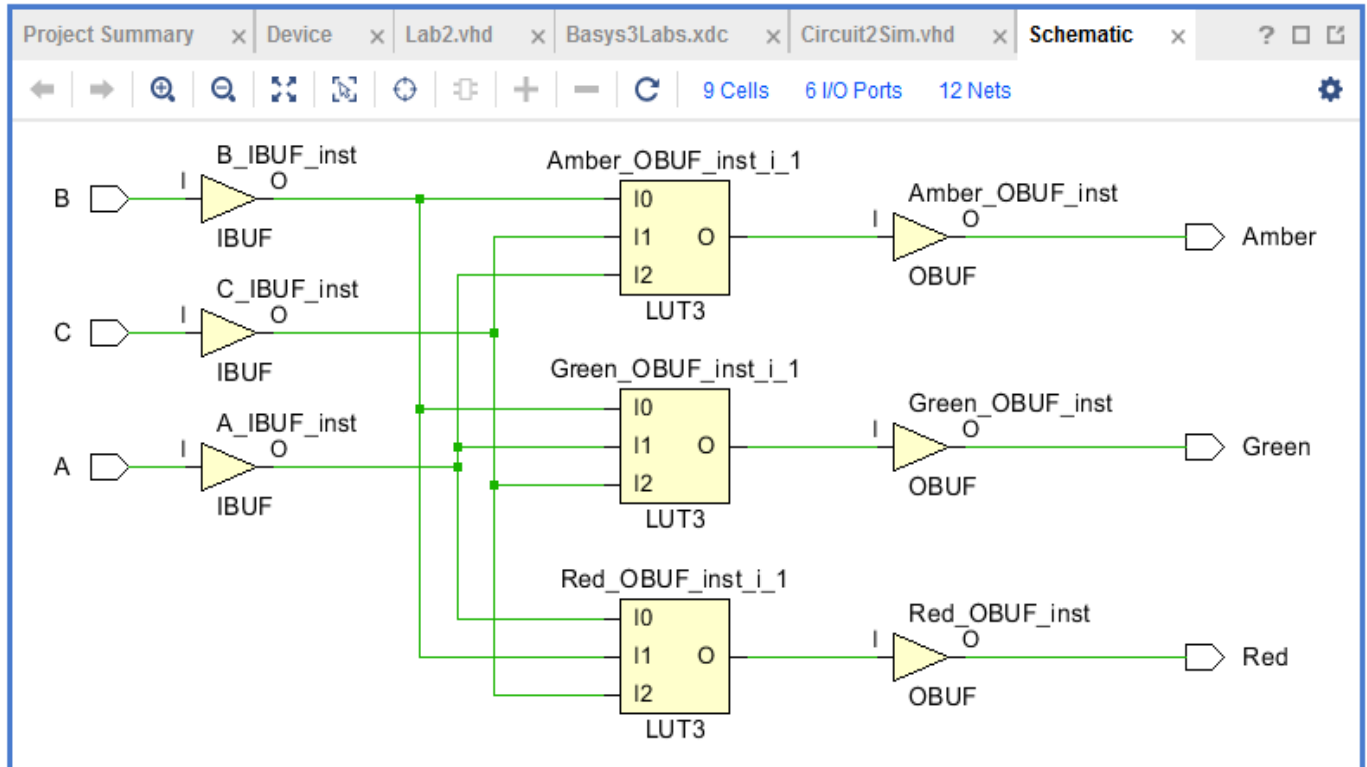 Project Summary × Device × Lab2.vhd × Basys3Labs.xdc × Circuit2Sim.vhd × Schematic × ?
9 Cells 6 I/O Ports 12 Nets
B_IBUF_inst
B I O
IBUF
C_IBUF_inst
C I O
IBUF
A_IBUF_inst
A I O
IBUF
Amber_OBUF_inst_i_1
I0
I1 O
I2
LUT3
Amber_OBUF_inst
I O Amber
OBUF
Green_OBUF_inst_i_1
I0
I1 O
I2
LUT3
Green_OBUF_inst
I O Green
OBUF
Red_OBUF_inst_i_1
I0
I1 O
I2
LUT3
Red_OBUF_inst
I O Red
OBUF